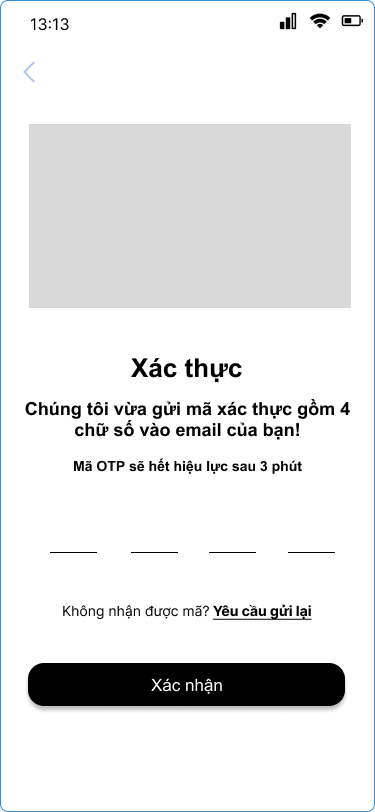 13:13
Xác thực
Chúng tôi vừa gửi mã xác thực gồm 4
chữ số vào email của bạn!
Mã OTP sẽ hết hiệu lực sau 3 phút
Không nhận được mã? Yêu cầu gửi lại
Xác nhận